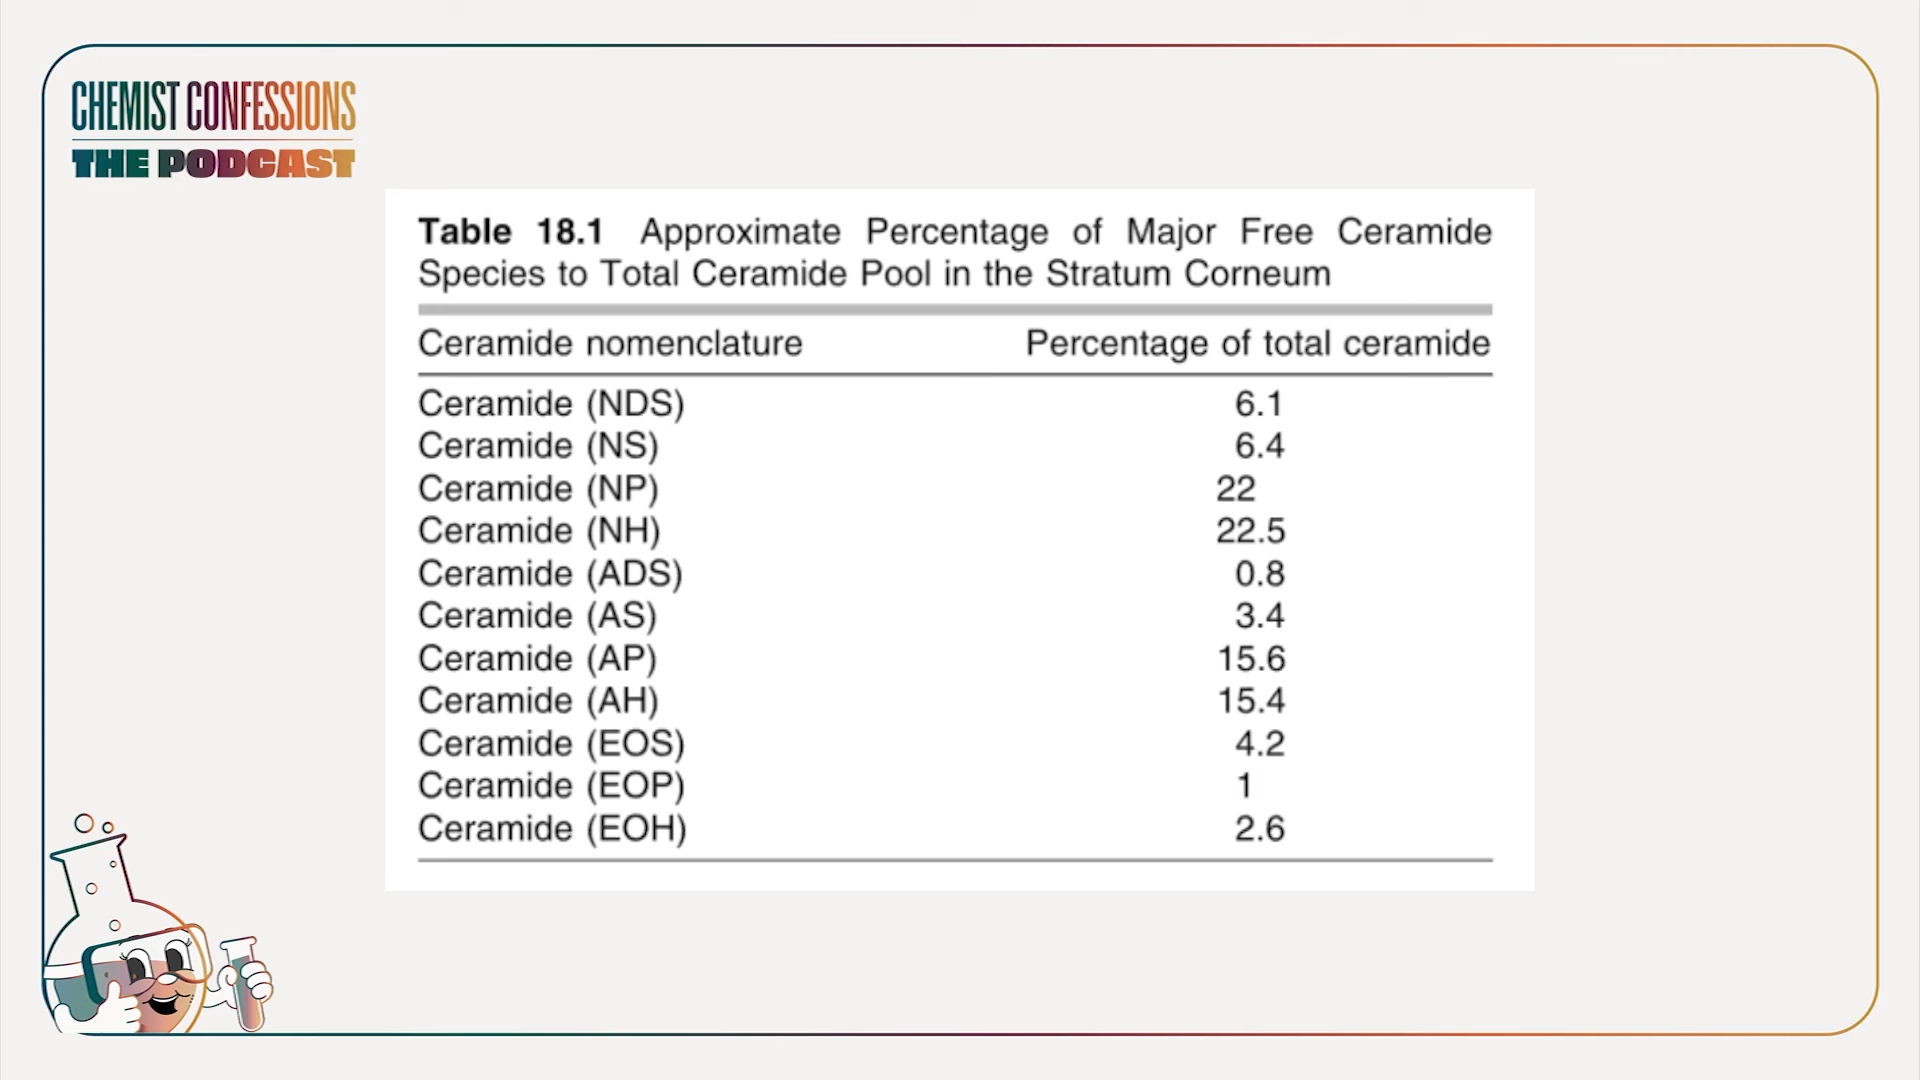 CHEMIST CONFESSIONS
THE PODCAST
Table 18.1 Approximate Percentage of Major Free Ceramide
Species to Total Ceramide Pool in the Stratum Corneum
Ceramide nomenclature Percentage of total ceramide
Ceramide (NDS) 6.1
Ceramide (NS) 6.4
Ceramide (NP) 22
Ceramide (NH) 22.5
Ceramide (ADS) 0.8
Ceramide (AS) 3.4
Ceramide (AP) 15.6
Ceramide (AH) 15.4
Ceramide (EOS) 4.2
Ceramide (EOP) 1
Ceramide (EOH) 2.6